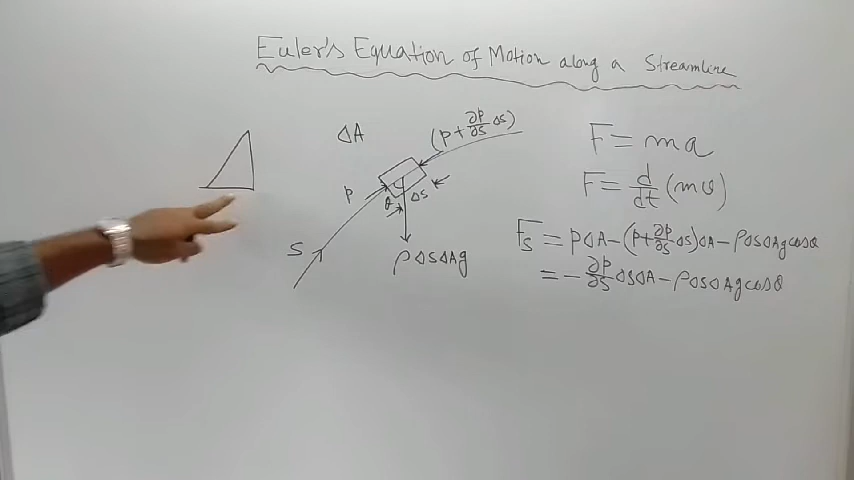 Euler's Equation of Motion along a Streamline
ΔA
(p + ∂p/∂s Δs)
p
θ
Δs
S
ρΔsΔAg
F = ma
F = d/dt (mv)
Fs = pΔA − (p + ∂p/∂s Δs)ΔA − ρΔsΔAg cosθ
= − ∂p/∂s ΔsΔA − ρΔsΔAg cosθ